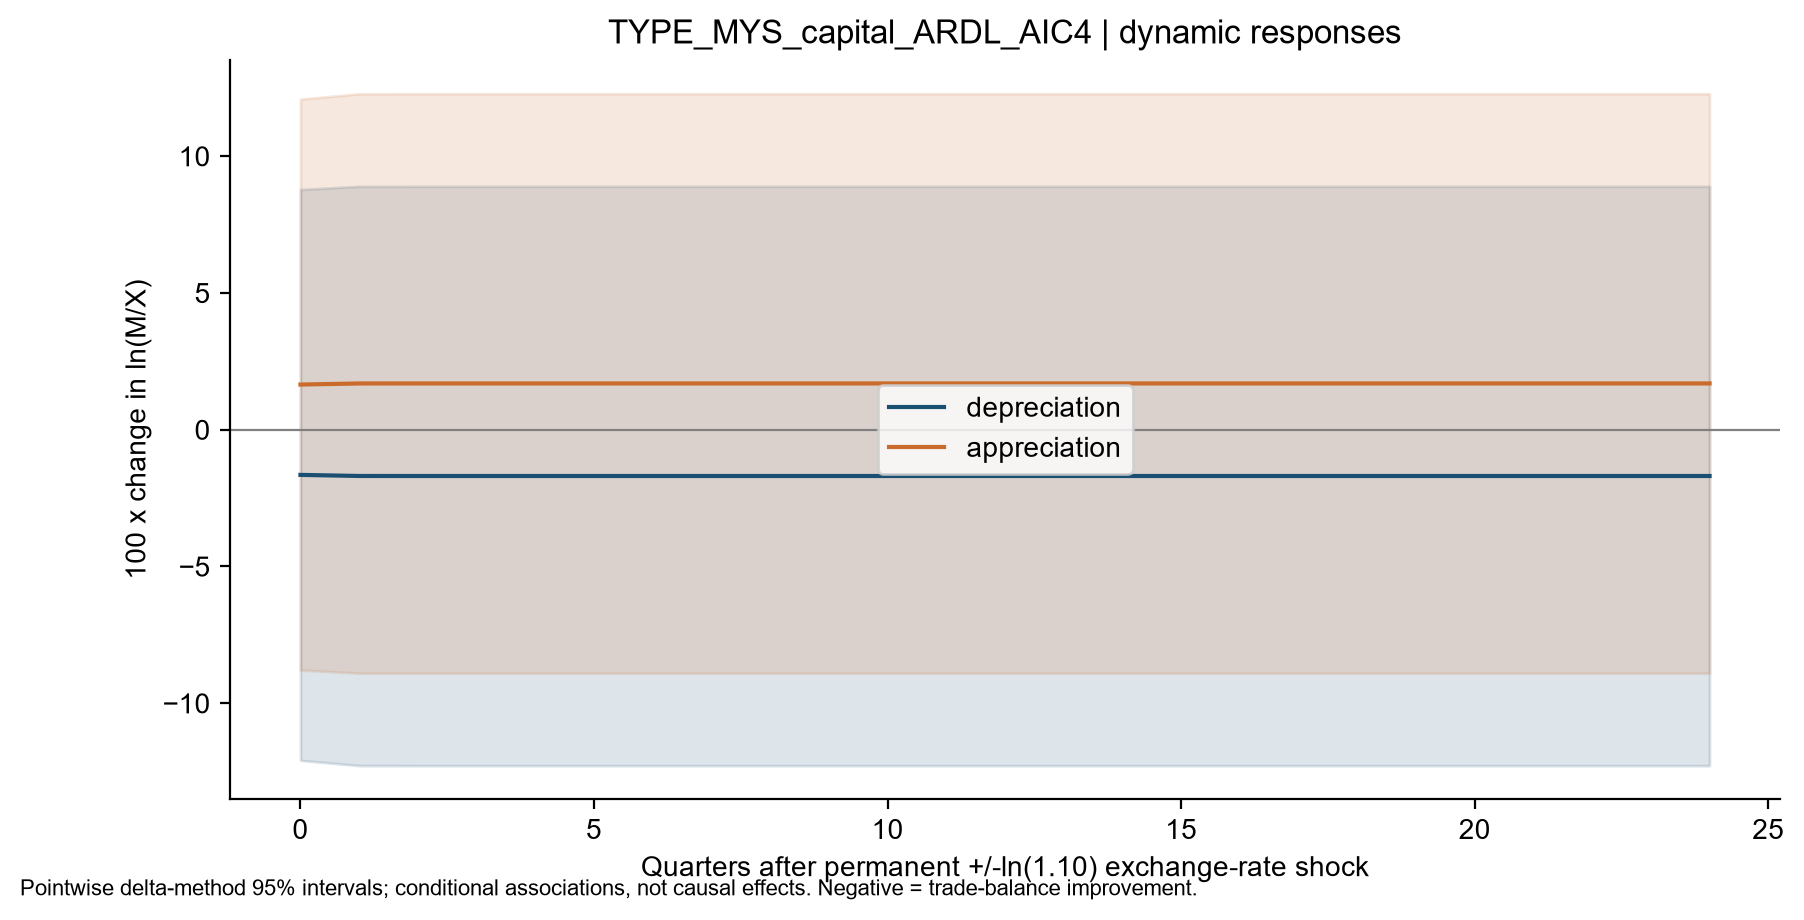 TYPE_MYS_capital_ARDL_AIC4 | dynamic responses
100 x change in ln(M/X)
10
5
0
−5
−10
depreciation
appreciation
0 5 10 15 20 25
Quarters after permanent +/-ln(1.10) exchange-rate shock
Pointwise delta-method 95% intervals; conditional associations, not causal effects. Negative = trade-balance improvement.